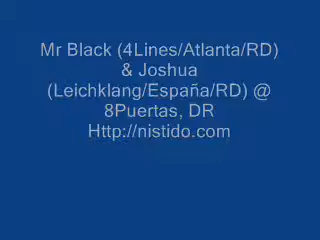 Mr Black (4Lines/Atlanta/RD)
& Joshua
(Leichklang/España/RD) @
8Puertas, DR
Http://nistido.com